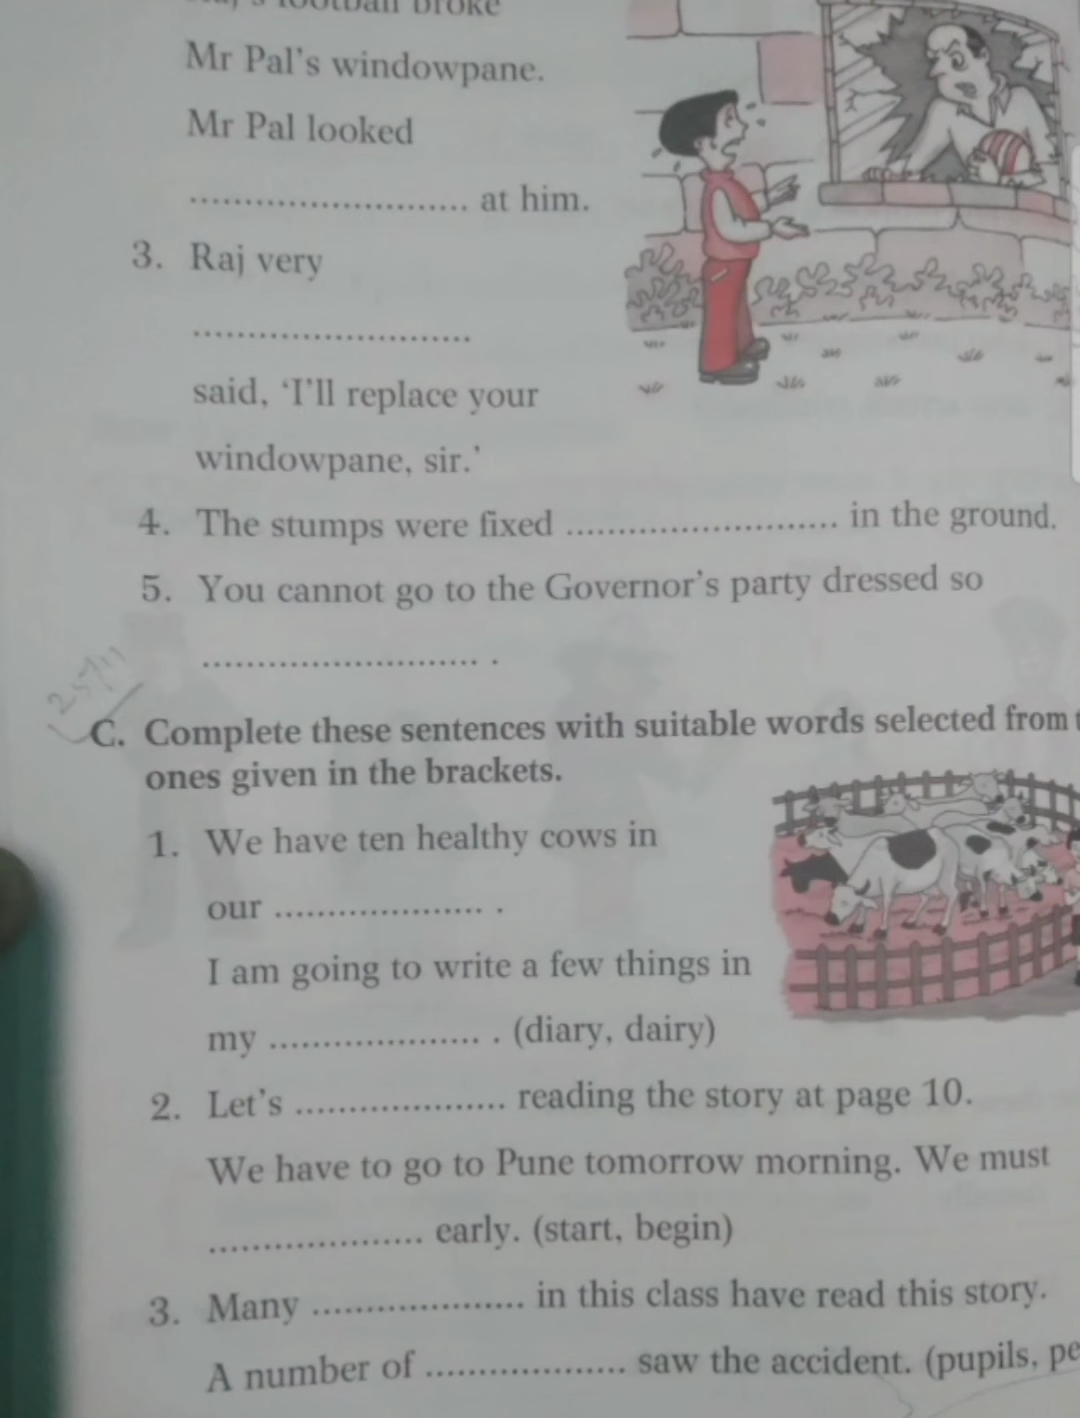 football broke
Mr Pal's windowpane.
Mr Pal looked
.......................... at him.
3. Raj very
..........................
said, 'I'll replace your
windowpane, sir.'
4. The stumps were fixed .......................... in the ground.
5. You cannot go to the Governor's party dressed so
.......................... .
C. Complete these sentences with suitable words selected from
ones given in the brackets.
1. We have ten healthy cows in
our .................... .
I am going to write a few things in
my .................... . (diary, dairy)
2. Let's .................... reading the story at page 10.
We have to go to Pune tomorrow morning. We must
.................... early. (start, begin)
3. Many .................... in this class have read this story.
A number of .................... saw the accident. (pupils,